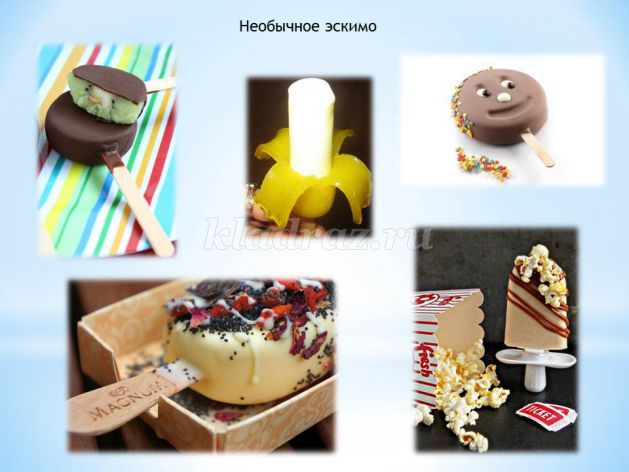 Необычное эскимо
kladraz.ru
MAGNUM
fresh
TICKET